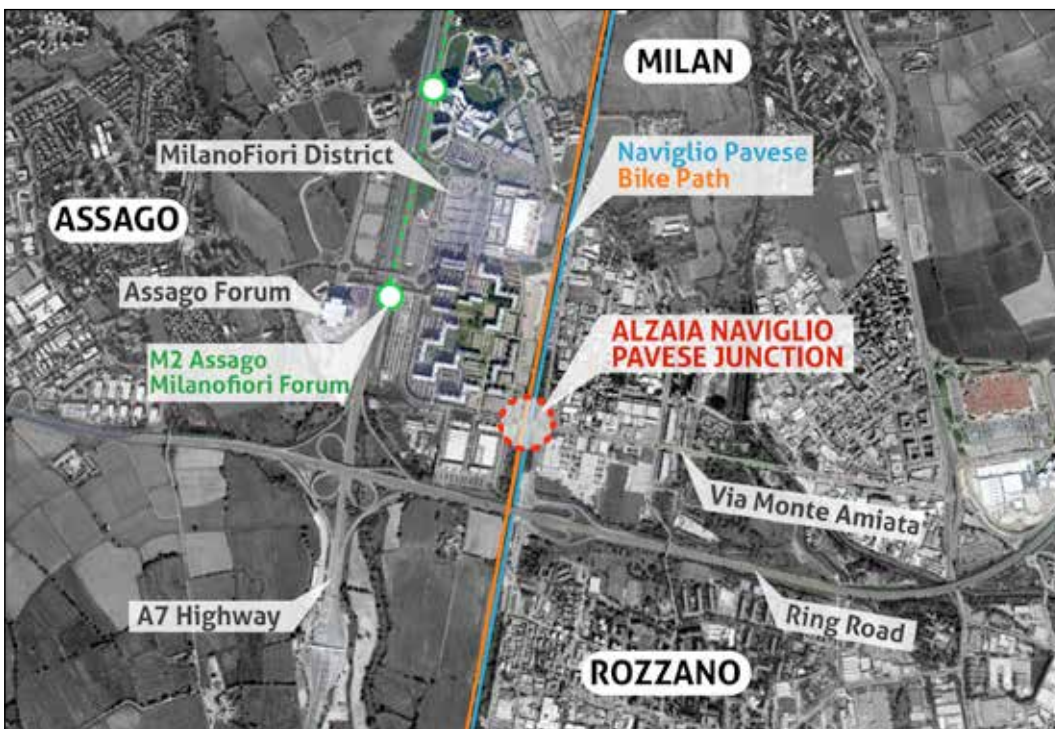 MILAN
MilanoFiori District
Naviglio Pavese
Bike Path
ASSAGO
Assago Forum
ALZAIA NAVIGLIO
PAVESE JUNCTION
M2 Assago
Milanofiori Forum
Via Monte Amiata
A7 Highway
Ring Road
ROZZANO